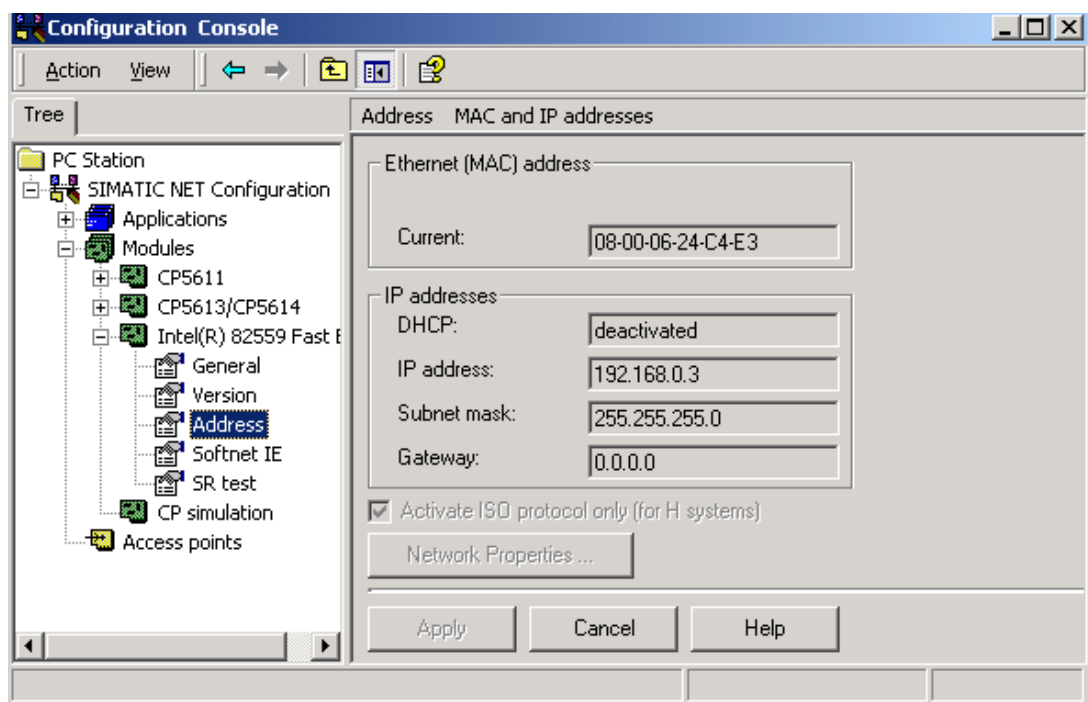 Configuration Console
Action View
Tree
Address MAC and IP addresses
PC Station
SIMATIC NET Configuration
Applications
Modules
CP5611
CP5613/CP5614
Intel(R) 82559 Fast E
General
Version
Address
Softnet IE
SR test
CP simulation
Access points
Ethernet (MAC) address
Current: 08-00-06-24-C4-E3
IP addresses
DHCP: deactivated
IP address: 192.168.0.3
Subnet mask: 255.255.255.0
Gateway: 0.0.0.0
Activate ISO protocol only (for H systems)
Network Properties ...
Apply Cancel Help